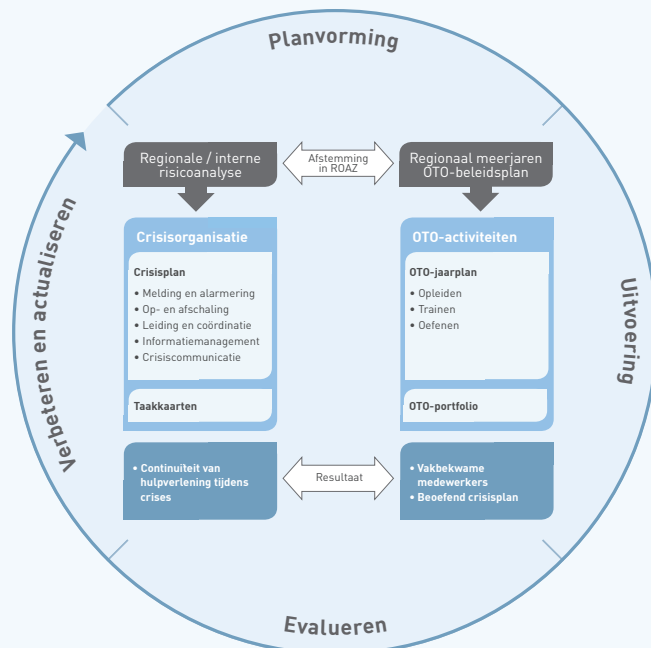 Planvorming
Regionale / interne
risicoanalyse
Afstemming
in ROAZ
Regionaal meerjaren
OTO-beleidsplan
Crisisorganisatie
Crisisplan
• Melding en alarmering
• Op- en afschaling
• Leiding en coördinatie
• Informatiemanagement
• Crisiscommunicatie
Taakkaarten
OTO-activiteiten
OTO-jaarplan
• Opleiden
• Trainen
• Oefenen
OTO-portfolio
• Continuïteit van
hulpverlening tijdens
crises
Resultaat
• Vakbekwame
medewerkers
• Beoefend crisisplan
Uitvoering
Evalueren
Verbeteren en actualiseren